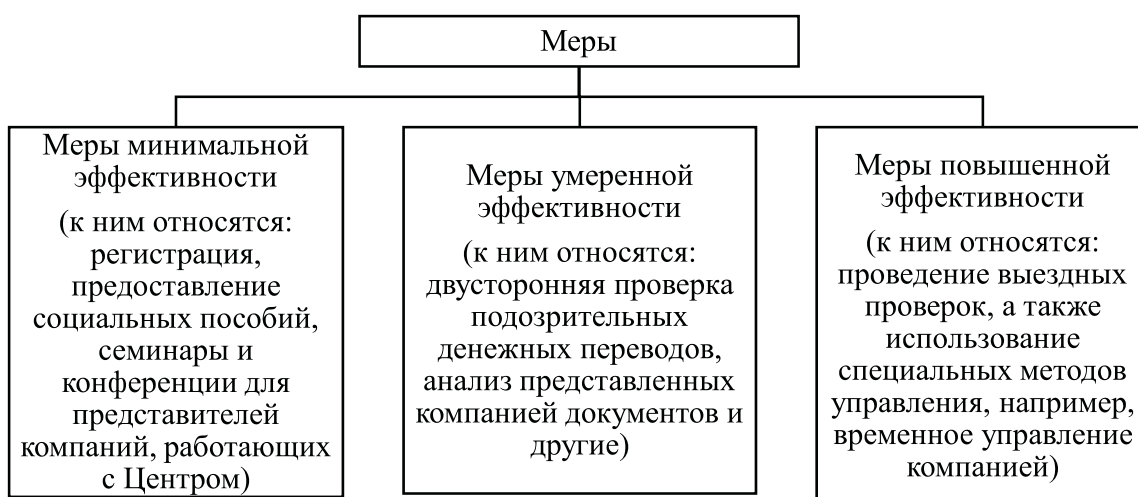 Меры
Меры минимальной
эффективности
(к ним относятся:
регистрация,
предоставление
социальных пособий,
семинары и
конференции для
представителей
компаний, работающих
с Центром)
Меры умеренной
эффективности
(к ним относятся:
двусторонняя проверка
подозрительных
денежных переводов,
анализ представленных
компанией документов и
другие)
Меры повышенной
эффективности
(к ним относятся:
проведение выездных
проверок, а также
использование
специальных методов
управления, например,
временное управление
компанией)